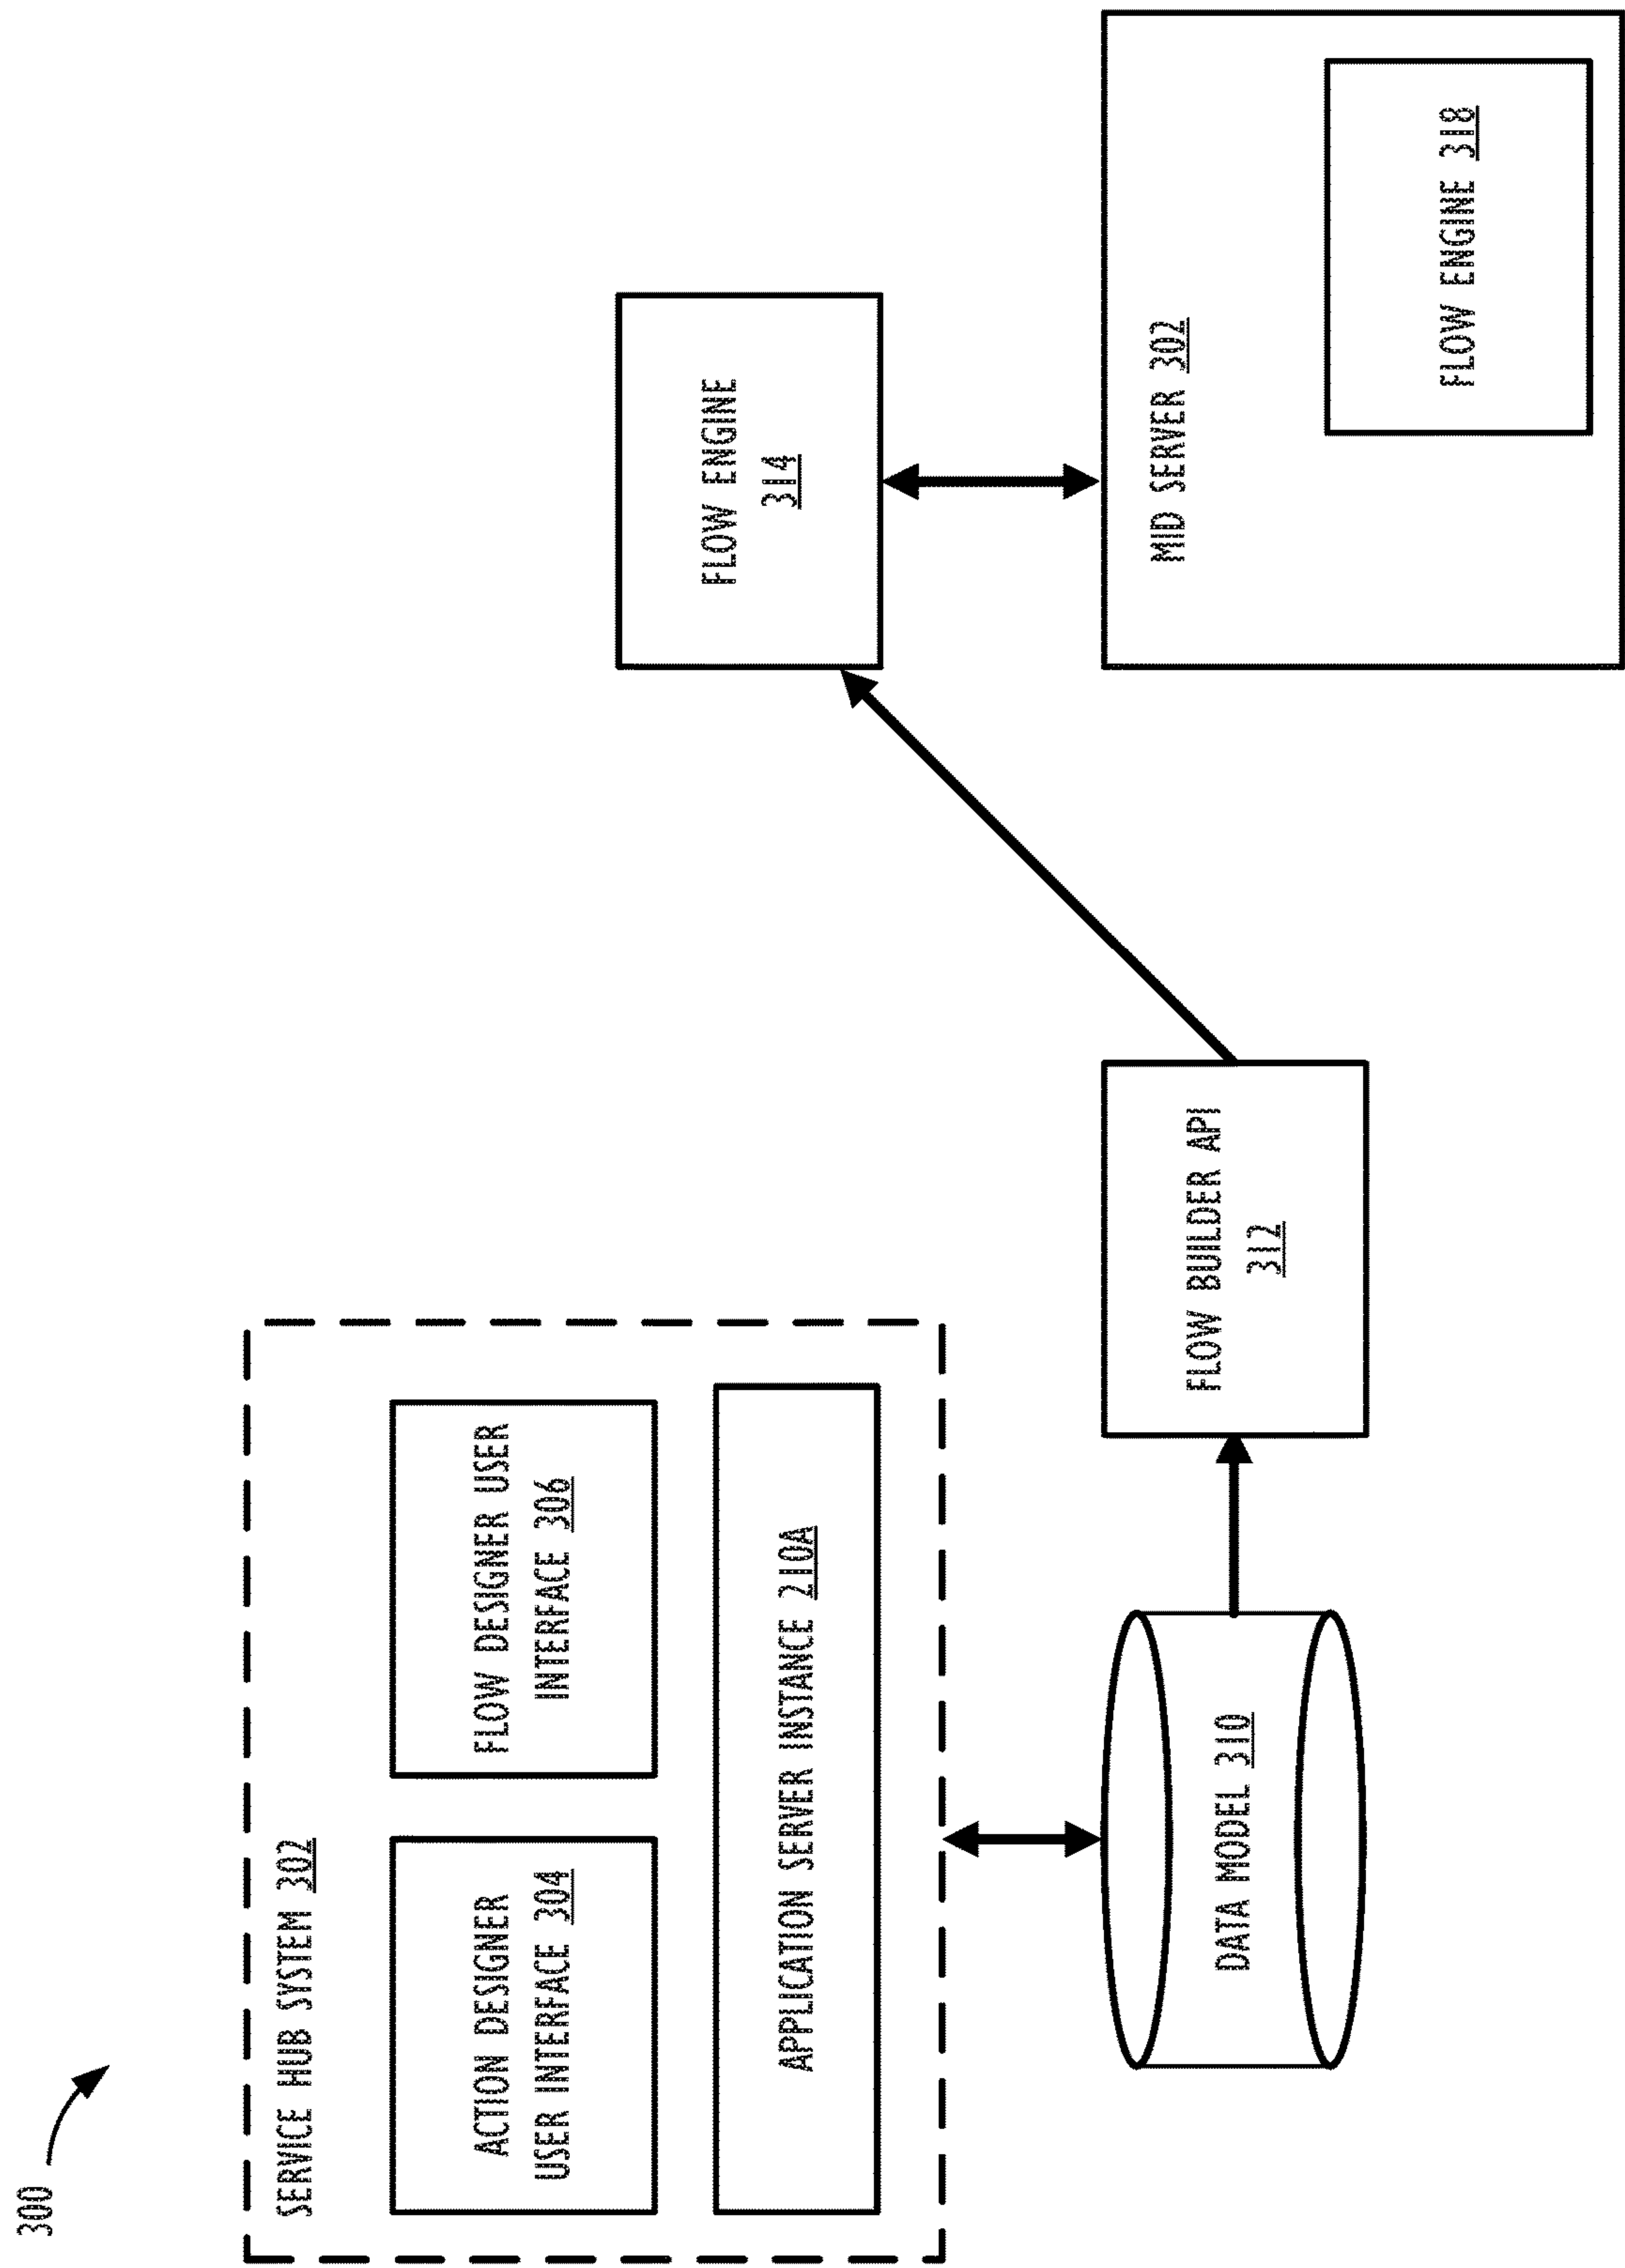 300
SERVICE HUB SYSTEM 302
ACTION DESIGNER
USER INTERFACE 304
FLOW DESIGNER USER
INTERFACE 306
APPLICATION SERVER INSTANCE 210A
DATA MODEL 310
FLOW BUILDER API
312
FLOW ENGINE
314
MID SERVER 302
FLOW ENGINE 318